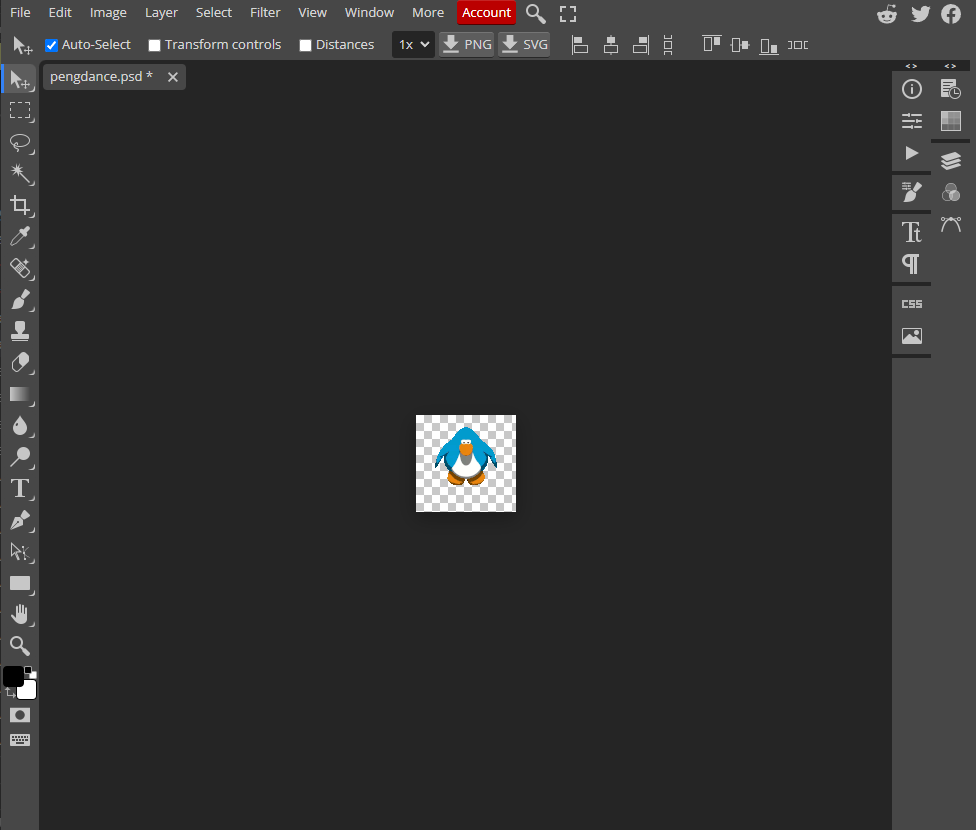 File Edit Image Layer Select Filter View Window More Account
Auto-Select Transform controls Distances 1x PNG SVG
pengdance.psd *
CSS